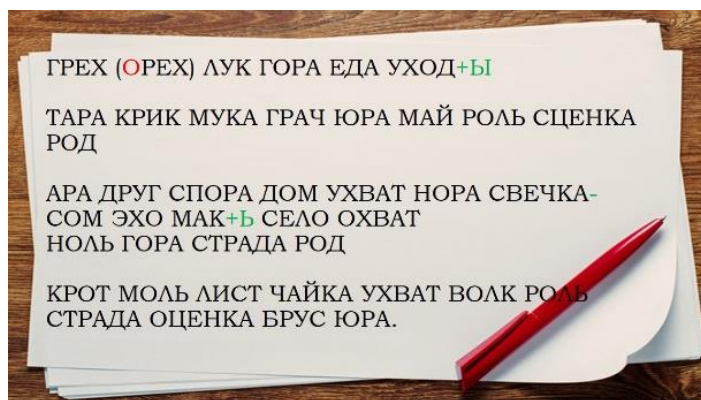 ГРЕХ (ОРЕХ) ЛУК ГОРА ЕДА УХОД+Ы
ТАРА КРИК МУКА ГРАЧ ЮРА МАЙ РОЛЬ СЦЕНКА
РОД
АРА ДРУГ СПОРА ДОМ УХВАТ НОРА СВЕЧКА-
СОМ ЭХО МАК+Ь СЕЛО ОХВАТ
НОЛЬ ГОРА СТРАДА РОД
КРОТ МОЛЬ ЛИСТ ЧАЙКА УХВАТ ВОЛК РОЛЬ
СТРАДА ОЦЕНКА БРУС ЮРА.